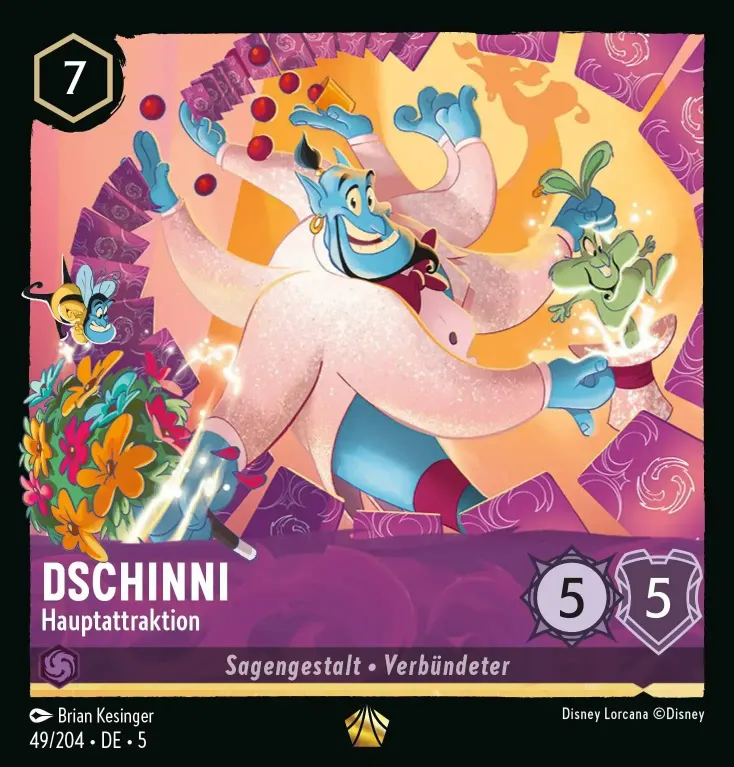 7
DSCHINNI
Hauptattraktion
5
5
Sagengestalt • Verbündeter
Brian Kesinger
Disney Lorcana ©Disney
49/204 • DE • 5